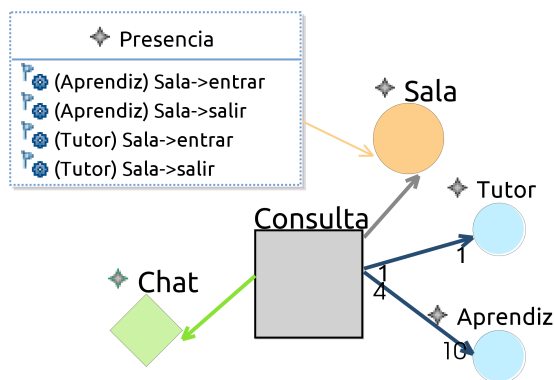 Presencia
(Aprendiz) Sala->entrar
(Aprendiz) Sala->salir
(Tutor) Sala->entrar
(Tutor) Sala->salir
Sala
Tutor
Consulta
1
1
4
Chat
Aprendiz
10